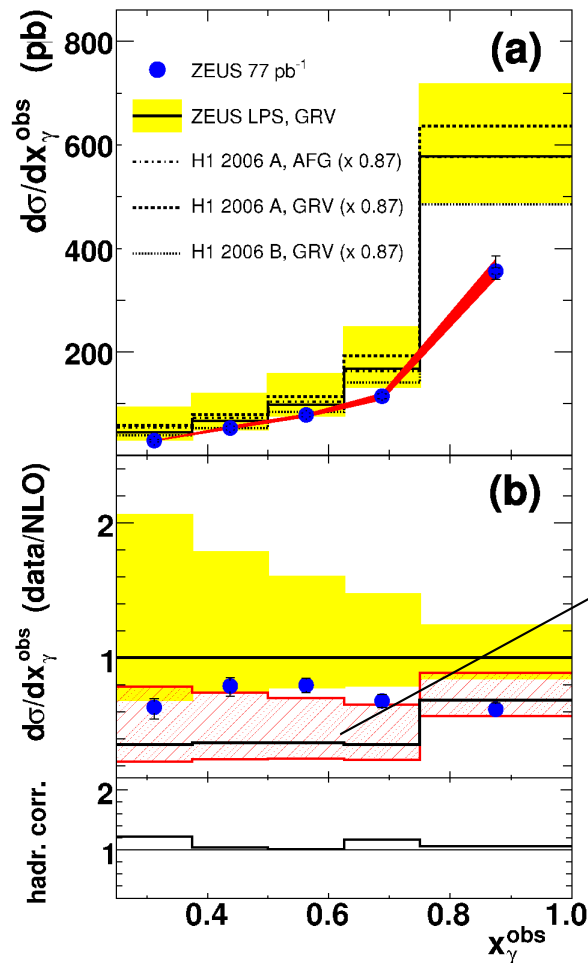 (a)
dσ/dx_γ^obs (pb)
800
600
400
200
ZEUS 77 pb⁻¹
ZEUS LPS, GRV
H1 2006 A, AFG (x 0.87)
H1 2006 A, GRV (x 0.87)
H1 2006 B, GRV (x 0.87)
(b)
dσ/dx_γ^obs (data/NLO)
2
1
hadr. corr.
2
1
0.4 0.6 0.8 1.0
x_γ^obs